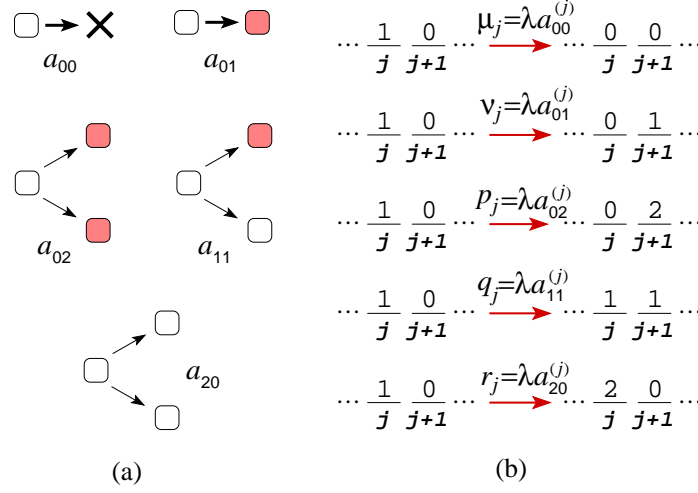 a₀₀
a₀₁
a₀₂
a₁₁
a₂₀
(a)
μⱼ=λa₀₀⁽ʲ⁾
··· 1 0 ··· ··· 0 0 ···
j j+1 j j+1
νⱼ=λa₀₁⁽ʲ⁾
··· 1 0 ··· ··· 0 1 ···
j j+1 j j+1
pⱼ=λa₀₂⁽ʲ⁾
··· 1 0 ··· ··· 0 2 ···
j j+1 j j+1
qⱼ=λa₁₁⁽ʲ⁾
··· 1 0 ··· ··· 1 1 ···
j j+1 j j+1
rⱼ=λa₂₀⁽ʲ⁾
··· 1 0 ··· ··· 2 0 ···
j j+1 j j+1
(b)